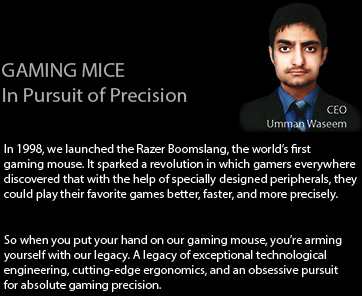 GAMING MICE
In Pursuit of Precision
CEO
Umman Waseem
In 1998, we launched the Razer Boomslang, the world's first
gaming mouse. It sparked a revolution in which gamers everywhere
discovered that with the help of specially designed peripherals, they
could play their favorite games better, faster, and more precisely.
So when you put your hand on our gaming mouse, you're arming
yourself with our legacy. A legacy of exceptional technological
engineering, cutting-edge ergonomics, and an obsessive pursuit
for absolute gaming precision.